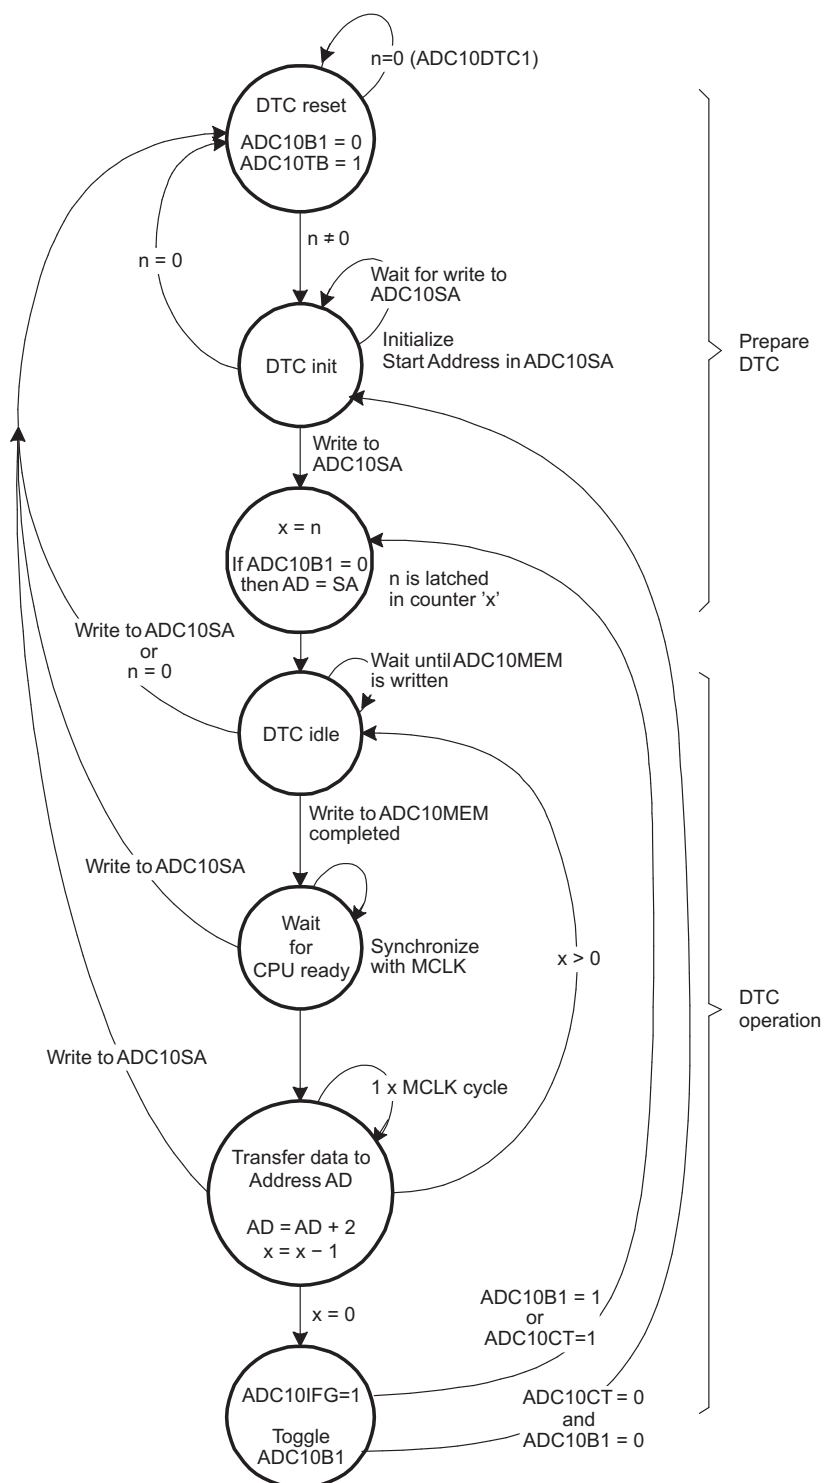 n=0 (ADC10DTC1)
DTC reset
ADC10B1 = 0
ADC10TB = 1
n ≠ 0
n = 0
Wait for write to
ADC10SA
Initialize
Start Address in ADC10SA
DTC init
Prepare
DTC
Write to
ADC10SA
x = n
If ADC10B1 = 0
then AD = SA
n is latched
in counter ’x’
Write to ADC10SA
or
n = 0
Wait until ADC10MEM
is written
DTC idle
Write to ADC10MEM
completed
Write to ADC10SA
Wait
for
CPU ready
Synchronize
with MCLK
x > 0
DTC
operation
Write to ADC10SA
1 x MCLK cycle
Transfer data to
Address AD
AD = AD + 2
x = x − 1
x = 0
ADC10B1 = 1
or
ADC10CT=1
ADC10IFG=1
Toggle
ADC10B1
ADC10CT = 0
and
ADC10B1 = 0